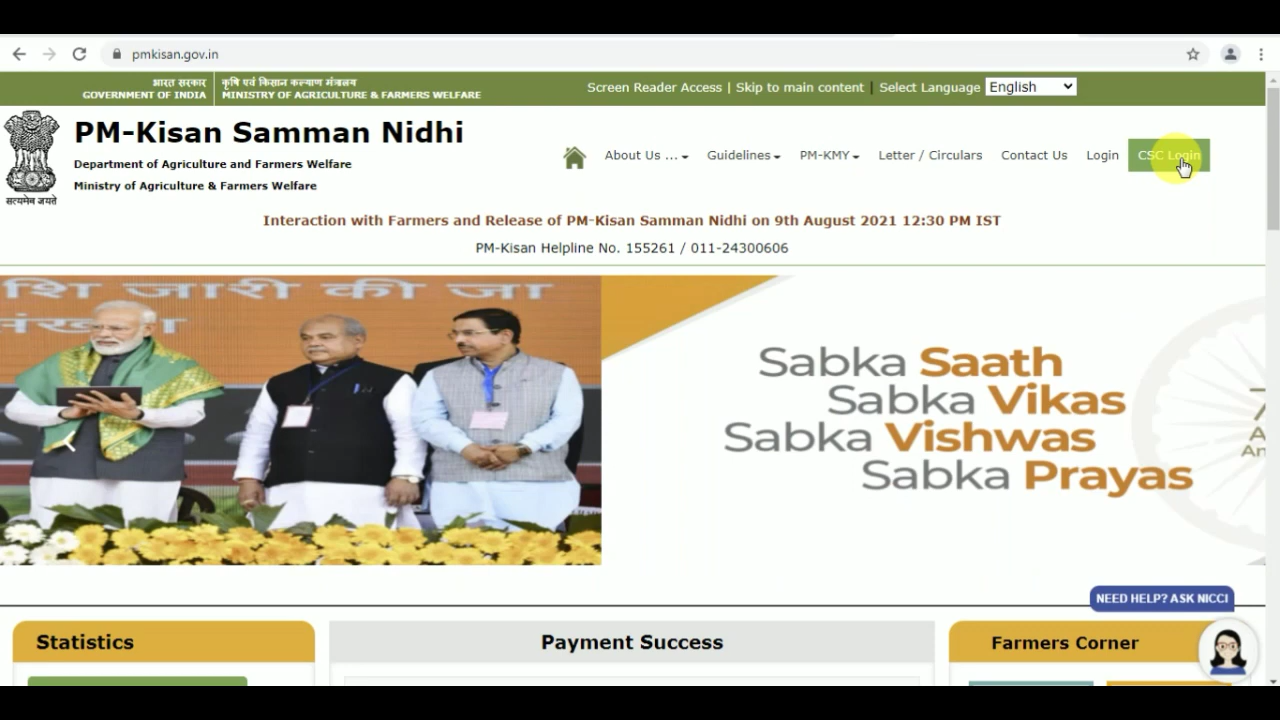 pmkisan.gov.in
भारत सरकार
GOVERNMENT OF INDIA
कृषि एवं किसान कल्याण मंत्रालय
MINISTRY OF AGRICULTURE & FARMERS WELFARE
Screen Reader Access | Skip to main content | Select Language English
PM-Kisan Samman Nidhi
Department of Agriculture and Farmers Welfare
Ministry of Agriculture & Farmers Welfare
सत्यमेव जयते
About Us ... Guidelines PM-KMY Letter / Circulars Contact Us Login CSC Login
Interaction with Farmers and Release of PM-Kisan Samman Nidhi on 9th August 2021 12:30 PM IST
PM-Kisan Helpline No. 155261 / 011-24300606
शि जारी की जा
Sabka Saath
Sabka Vikas
Sabka Vishwas
Sabka Prayas
NEED HELP? ASK NICCI
Statistics
Payment Success
Farmers Corner